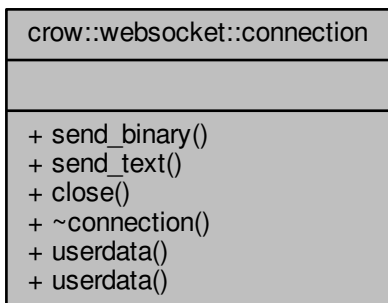 crow::websocket::connection
+ send_binary()
+ send_text()
+ close()
+ ~connection()
+ userdata()
+ userdata()